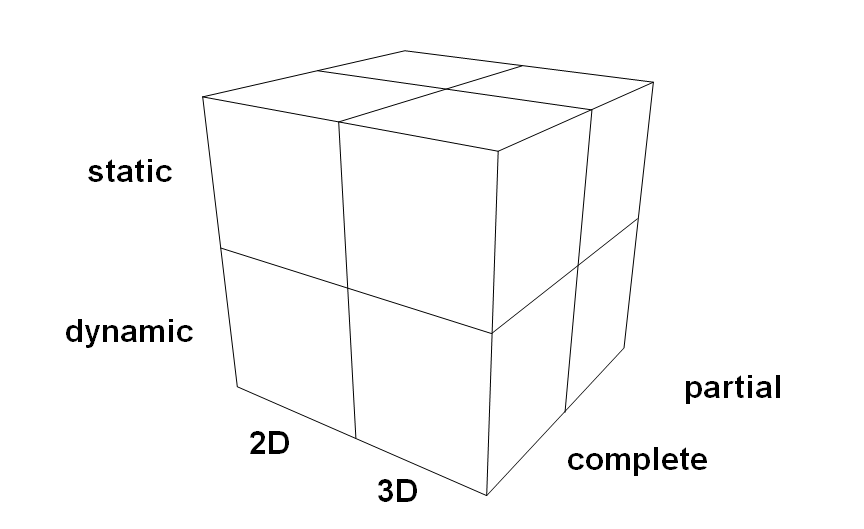 static
dynamic
2D
3D
complete
partial